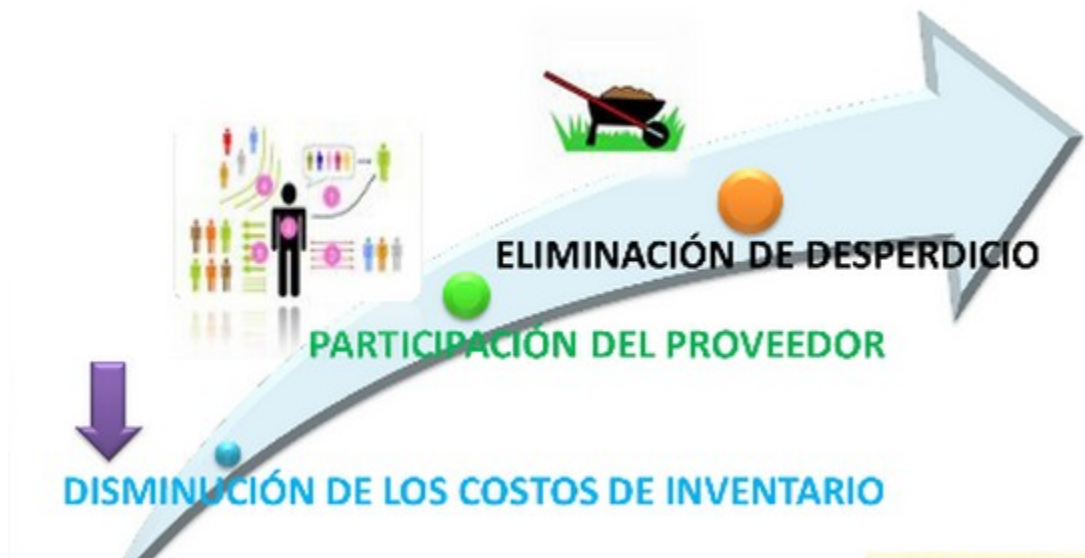 ELIMINACIÓN DE DESPERDICIO
PARTICIPACIÓN DEL PROVEEDOR
DISMINUCIÓN DE LOS COSTOS DE INVENTARIO